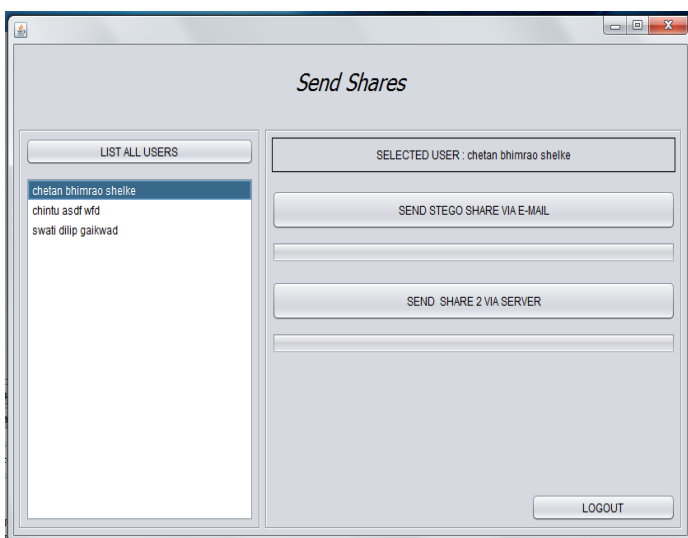 Send Shares
LIST ALL USERS
chetan bhimrao shelke
chintu asdf wfd
swati dilip gaikwad
SELECTED USER : chetan bhimrao shelke
SEND STEGO SHARE VIA E-MAIL
SEND SHARE 2 VIA SERVER
LOGOUT